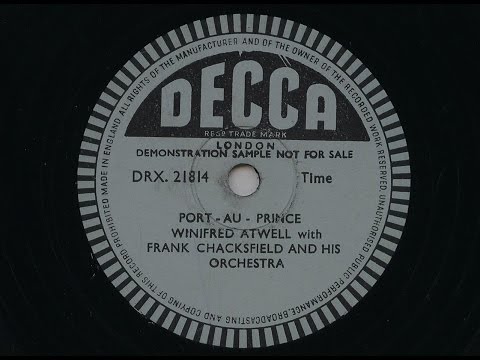 MADE IN ENGLAND. ALL RIGHTS OF THE MANUFACTURER AND OF THE OWNER OF THE RECORDED WORK RESERVED. UNAUTHORISED PUBLIC PERFORMANCE, BROADCASTING AND COPYING OF THIS RECORD PROHIBITED
DECCA
REGD TRADE MARK
LONDON
DEMONSTRATION SAMPLE NOT FOR SALE
DRX. 21814 Time
PORT - AU - PRINCE
WINIFRED ATWELL with
FRANK CHACKSFIELD AND HIS
ORCHESTRA